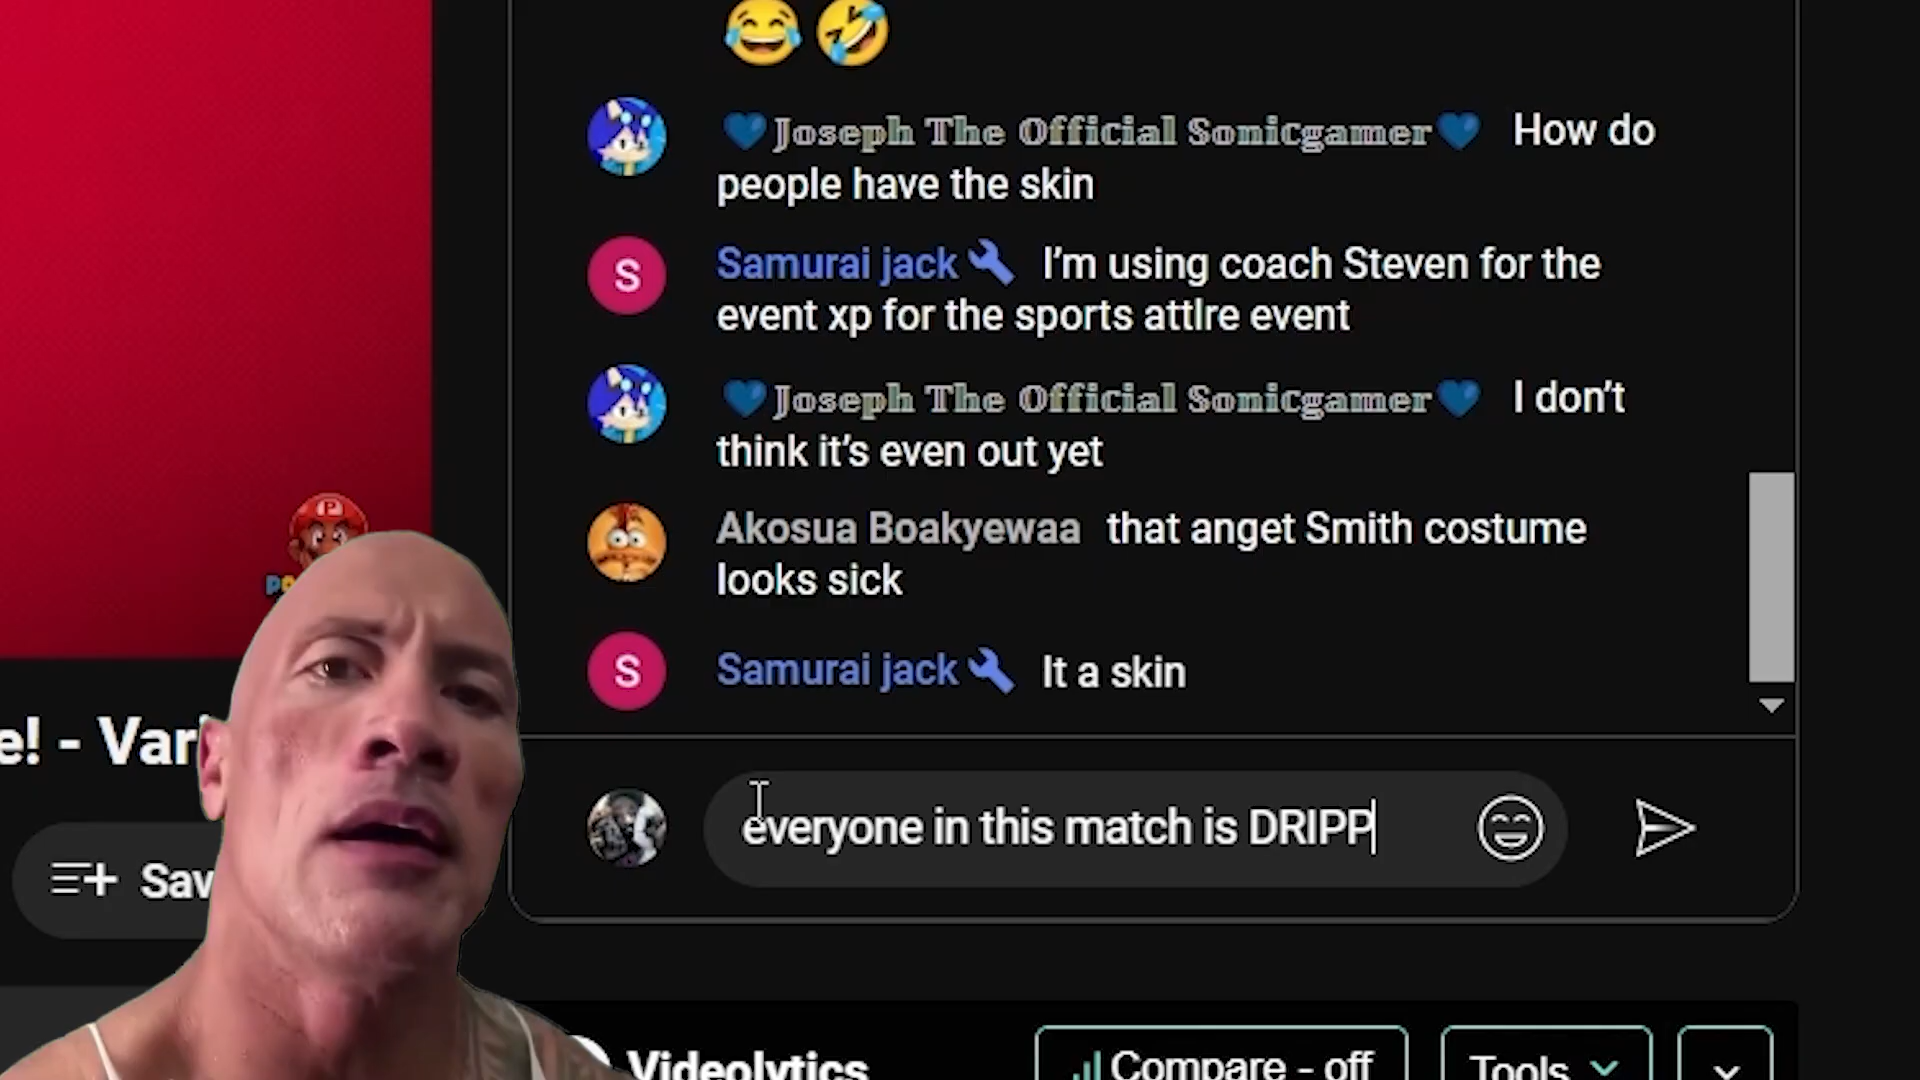 💙Joseph The Official Sonicgamer💙 How do
people have the skin
S
Samurai jack I'm using coach Steven for the
event xp for the sports attIre event
💙Joseph The Official Sonicgamer💙 I don't
think it's even out yet
Akosua Boakyewaa that anget Smith costume
looks sick
S
Samurai jack It a skin
e! - Var
everyone in this match is DRIPP
Sav
Videolytics
Compare - off
Tools